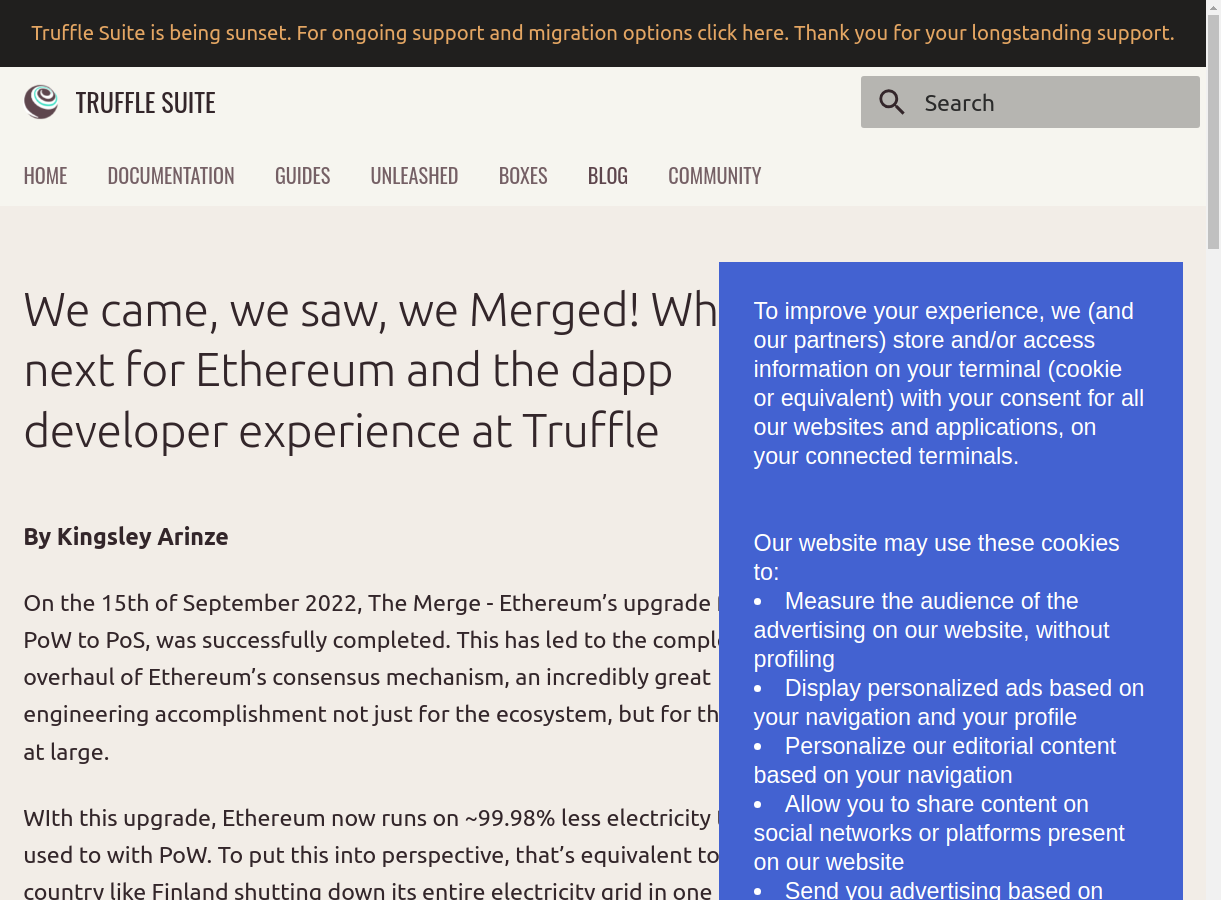 Truffle Suite is being sunset. For ongoing support and migration options click here. Thank you for your longstanding support.
TRUFFLE SUITE
Search
HOME DOCUMENTATION GUIDES UNLEASHED BOXES BLOG COMMUNITY
We came, we saw, we Merged! Wh
next for Ethereum and the dapp
developer experience at Truffle
By Kingsley Arinze
On the 15th of September 2022, The Merge - Ethereum’s upgrade
PoW to PoS, was successfully completed. This has led to the compl
overhaul of Ethereum’s consensus mechanism, an incredibly great
engineering accomplishment not just for the ecosystem, but for th
at large.
WIth this upgrade, Ethereum now runs on ~99.98% less electricity
used to with PoW. To put this into perspective, that’s equivalent to
country like Finland shutting down its entire electricity grid in one
To improve your experience, we (and
our partners) store and/or access
information on your terminal (cookie
or equivalent) with your consent for all
our websites and applications, on
your connected terminals.
Our website may use these cookies
to:
• Measure the audience of the
advertising on our website, without
profiling
• Display personalized ads based on
your navigation and your profile
• Personalize our editorial content
based on your navigation
• Allow you to share content on
social networks or platforms present
on our website
• Send you advertising based on